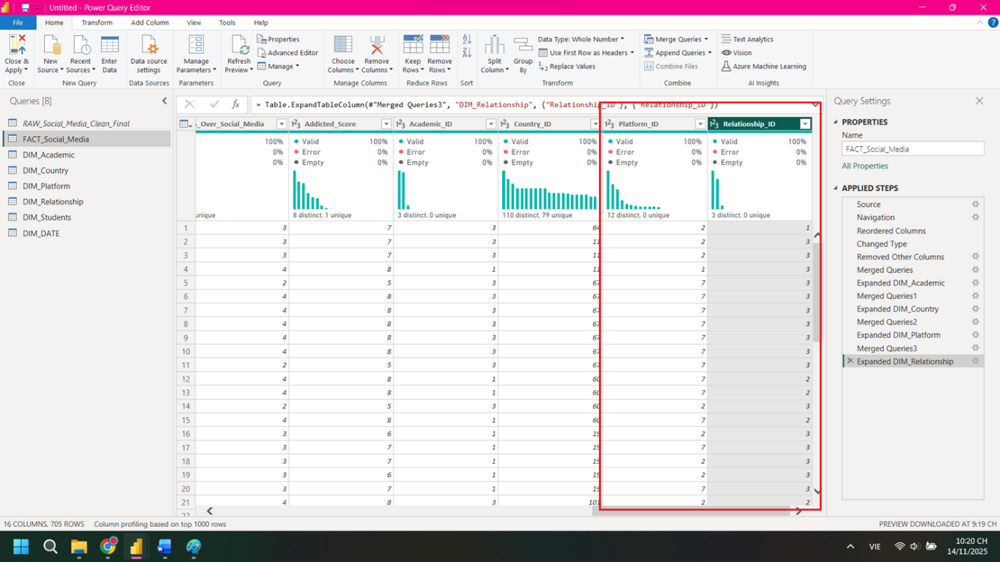 Untitled - Power Query Editor
File Home Transform Add Column View Tools Help
Close & Apply
New Source
Recent Sources
Enter Data
Data source settings
Manage Parameters
Refresh Preview
Properties
Advanced Editor
Manage
Choose Columns
Remove Columns
Keep Rows
Remove Rows
Split Column
Group By
Data Type: Whole Number
Use First Row as Headers
Replace Values
Merge Queries
Append Queries
Combine Files
Text Analytics
Vision
Azure Machine Learning
Close New Query Data Sources Parameters Query Manage Columns Reduce Rows Sort Transform Combine AI Insights
Queries [8]
RAW_Social_Media_Clean_Final
FACT_Social_Media
DIM_Academic
DIM_Country
DIM_Platform
DIM_Relationship
DIM_Students
DIM_DATE
= Table.ExpandTableColumn(#"Merged Queries3", "DIM_Relationship", {"Relationship_ID"}, {"Relationship_ID"})
s_Over_Social_Media Addicted_Score Academic_ID Country_ID Platform_ID Relationship_ID
100% Valid 100% Valid 100% Valid 100% Valid 100% Valid 100%
0% Error 0% Error 0% Error 0% Error 0% Error 0%
0% Empty 0% Empty 0% Empty 0% Empty 0% Empty 0%
unique 8 distinct, 1 unique 3 distinct, 0 unique 110 distinct, 79 unique 12 distinct, 0 unique 3 distinct, 0 unique
1 3 7 3 64 2 1
2 3 7 3 11 2 3
3 3 7 3 11 2 3
4 4 8 1 11 1 3
5 2 5 3 67 7 3
6 4 8 3 67 7 3
7 4 8 3 67 7 3
8 4 8 3 67 7 3
9 4 8 3 67 7 3
10 4 8 3 67 7 3
11 2 5 3 67 7 3
12 4 8 1 60 7 2
13 4 8 1 60 7 2
14 2 5 3 60 2 3
15 4 8 1 60 7 2
16 3 6 1 19 2 3
17 3 7 1 19 7 3
18 3 7 1 19 2 3
19 3 6 1 19 2 3
20 3 7 1 19 7 3
21 4 8 3 101 2 2
Query Settings
PROPERTIES
Name
FACT_Social_Media
All Properties
APPLIED STEPS
Source
Navigation
Reordered Columns
Changed Type
Removed Other Columns
Merged Queries
Expanded DIM_Academic
Merged Queries1
Expanded DIM_Country
Merged Queries2
Expanded DIM_Platform
Merged Queries3
Expanded DIM_Relationship
16 COLUMNS, 705 ROWS Column profiling based on top 1000 rows PREVIEW DOWNLOADED AT 9:19 CH
VIE
10:20 CH
14/11/2025